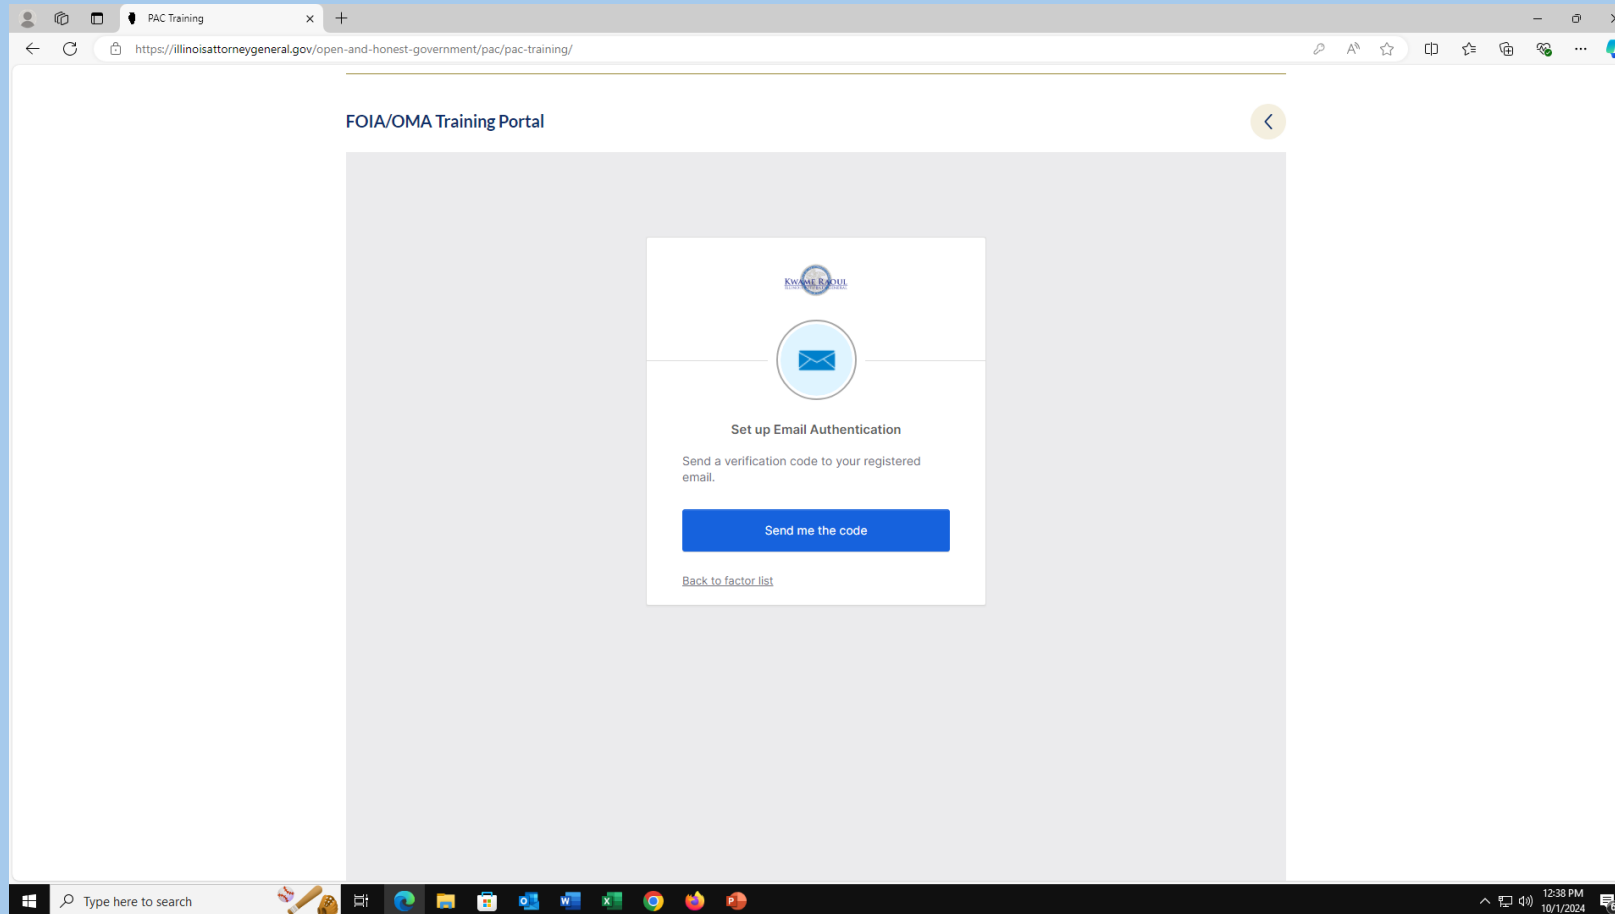 PAC Training
https://illinoisattorneygeneral.gov/open-and-honest-government/pac/pac-training/
FOIA/OMA Training Portal
KWAME RAOUL
Set up Email Authentication
Send a verification code to your registered
email.
Send me the code
Back to factor list
Type here to search
12:38 PM
10/1/2024